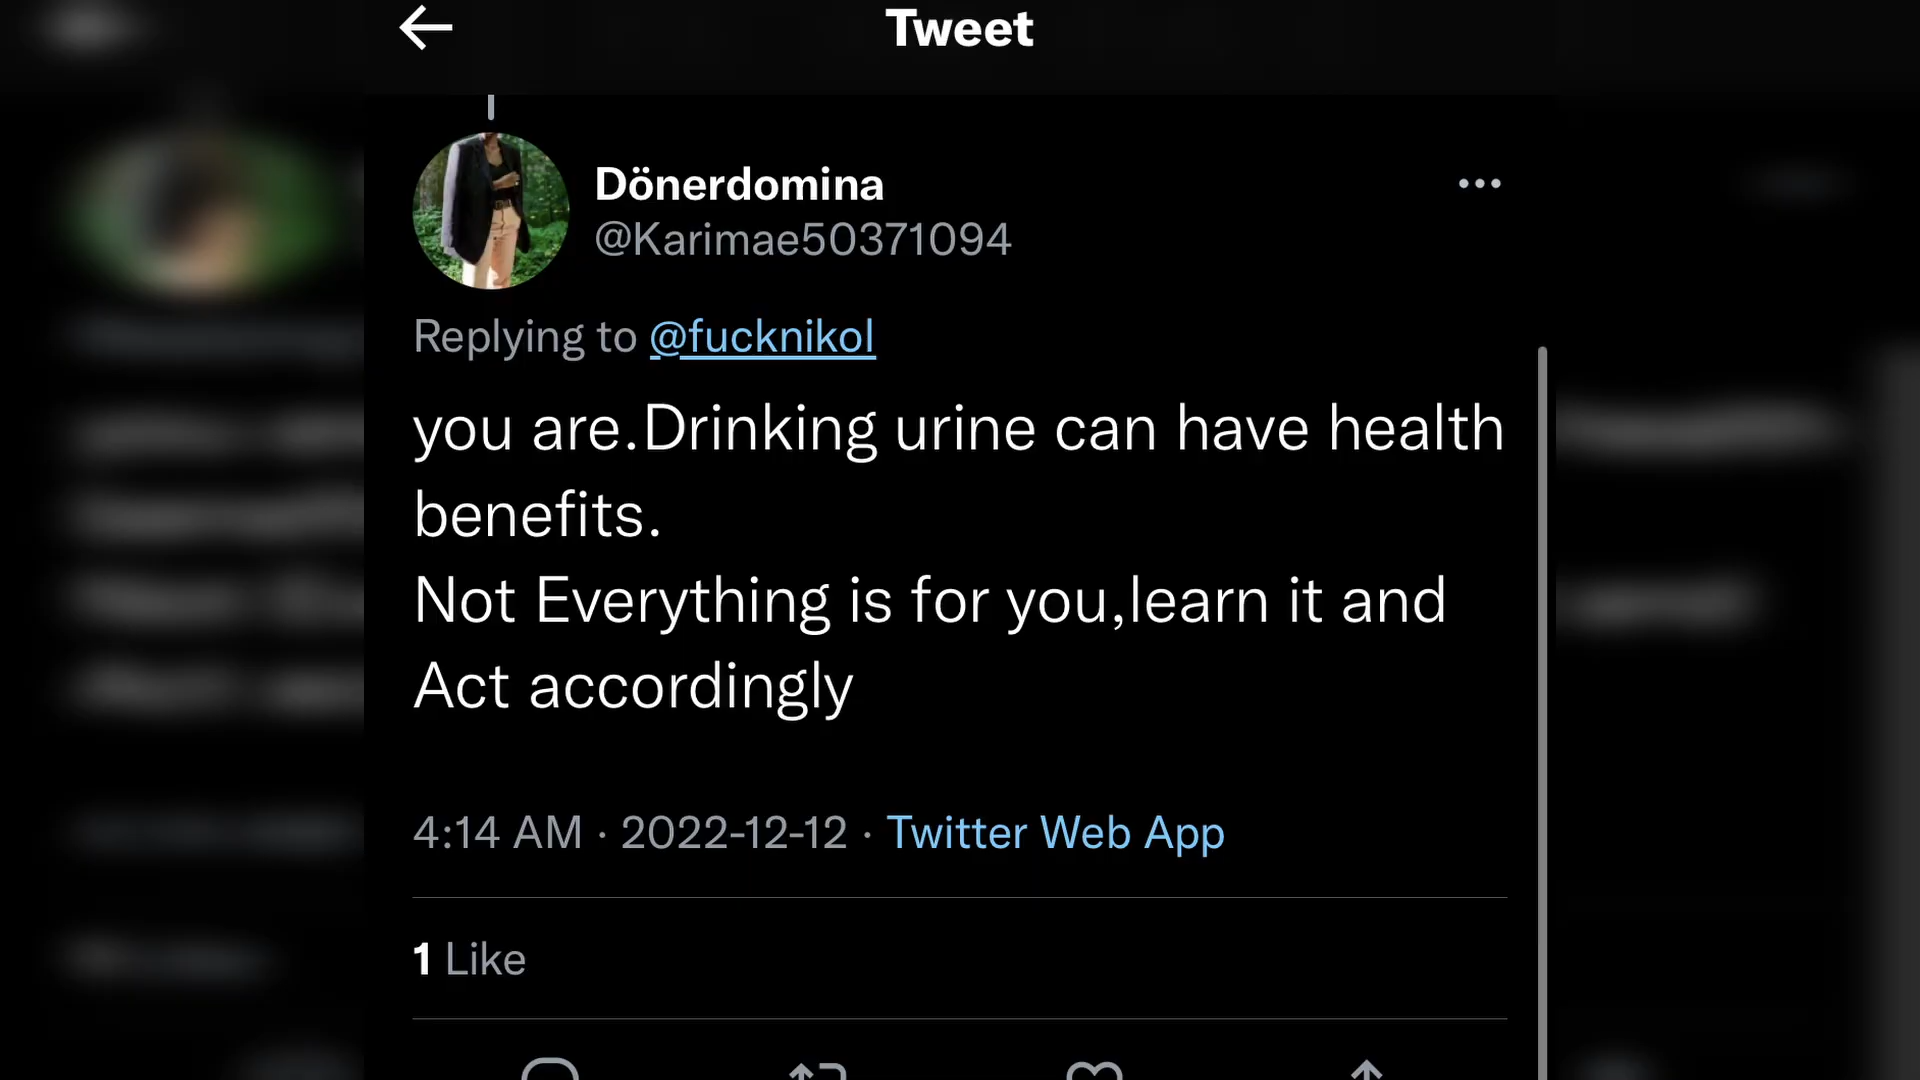 Tweet
Dönerdomina
@Karimae50371094
Replying to @fucknikol
you are.Drinking urine can have health
benefits.
Not Everything is for you,learn it and
Act accordingly
4:14 AM · 2022-12-12 · Twitter Web App
1 Like